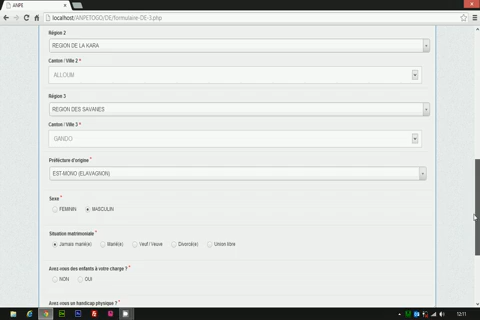 ANPE
localhost/ANPETOGO/DE/formulaire-DE-3.php
Région 2
REGION DE LA KARA
Canton / Ville 2 *
ALLOUM
Région 3
REGION DES SAVANES
Canton / Ville 3 *
GANDO
Préfecture d'origine *
EST-MONO (ELAVAGNON)
Sexe *
FEMININ MASCULIN
Situation matrimoniale *
Jamais marié(e) Marié(e) Veuf / Veuve Divorcé(e) Union libre
Avez vous des enfants à votre charge ? *
NON OUI
Avez vous un handicap physique ? *
12:11